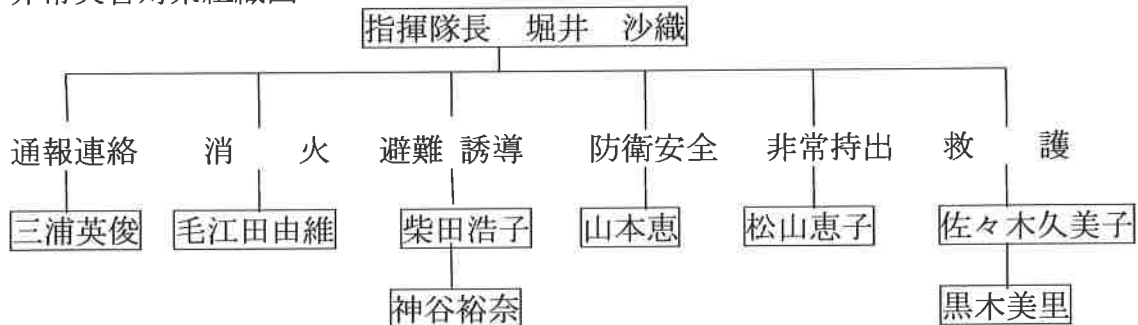 指揮隊長 堀井 沙織
通報連絡 消 火 避難 誘導 防衛安全 非常持出 救 護
三浦英俊 毛江田由維 柴田浩子 山本恵 松山恵子 佐々木久美子
神谷裕奈 黒木美里